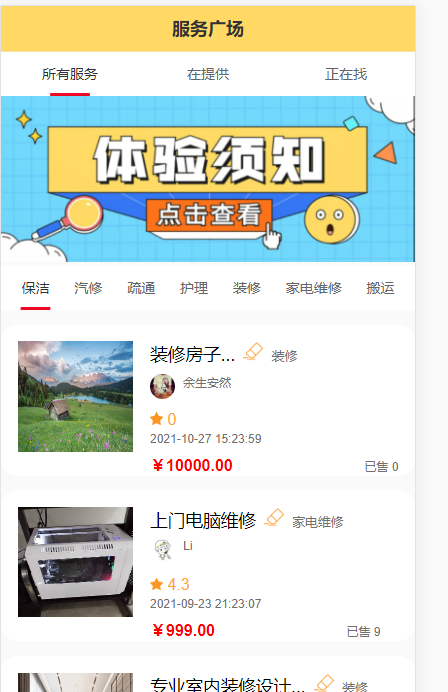 服务广场
所有服务 在提供 正在找
体验须知
点击查看
保洁 汽修 疏通 护理 装修 家电维修 搬运
装修房子... 装修
余生安然
0
2021-10-27 15:23:59
￥10000.00 已售 0
上门电脑维修 家电维修
Li
4.3
2021-09-23 21:23:07
￥999.00 已售 9
专业室内装修设计... 装修